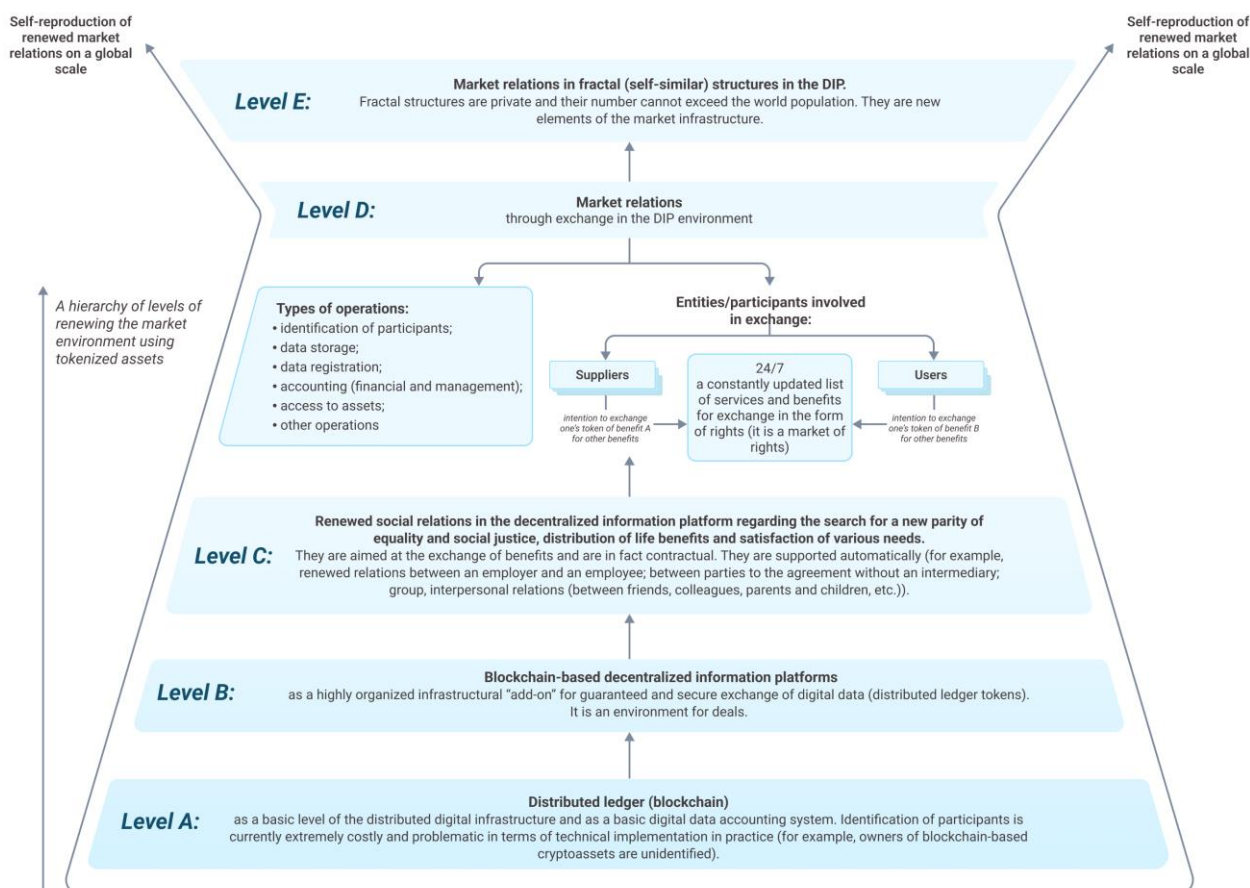 Self-reproduction of
renewed market
relations on a global
scale
Self-reproduction of
renewed market
relations on a global
scale
Level E:
Market relations in fractal (self-similar) structures in the DIP.
Fractal structures are private and their number cannot exceed the world population. They are new
elements of the market infrastructure.
Level D:
Market relations
through exchange in the DIP environment
A hierarchy of levels of
renewing the market
environment using
tokenized assets
Types of operations:
• identification of participants;
• data storage;
• data registration;
• accounting (financial and management);
• access to assets;
• other operations
Entities/participants involved
in exchange:
Suppliers
intention to exchange
one's token of benefit A
for other benefits
24/7
a constantly updated list
of services and benefits
for exchange in the form
of rights (it is a market of
rights)
Users
intention to exchange
one's token of benefit B
for other benefits
Level C:
Renewed social relations in the decentralized information platform regarding the search for a new parity of
equality and social justice, distribution of life benefits and satisfaction of various needs.
They are aimed at the exchange of benefits and are in fact contractual. They are supported automatically (for example,
renewed relations between an employer and an employee; between parties to the agreement without an intermediary;
group, interpersonal relations (between friends, colleagues, parents and children, etc.)).
Level B:
Blockchain-based decentralized information platforms
as a highly organized infrastructural “add-on” for guaranteed and secure exchange of digital data (distributed ledger tokens).
It is an environment for deals.
Level A:
Distributed ledger (blockchain)
as a basic level of the distributed digital infrastructure and as a basic digital data accounting system. Identification of participants is
currently extremely costly and problematic in terms of technical implementation in practice (for example, owners of blockchain-based
cryptoassets are unidentified).